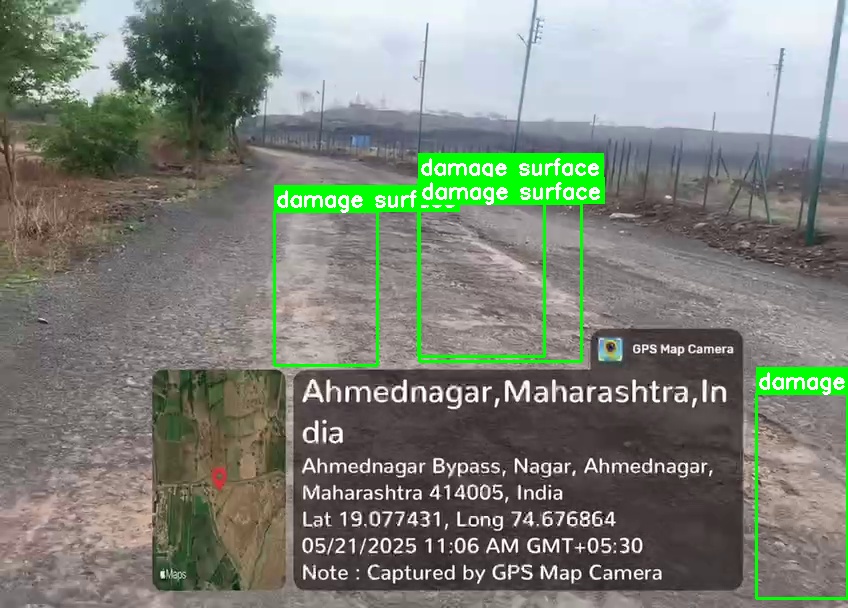 damage surface
damage surface
damage surf
GPS Map Camera
damage
Ahmednagar,Maharashtra,In
dia
Ahmednagar Bypass, Nagar, Ahmednagar,
Maharashtra 414005, India
Lat 19.077431, Long 74.676864
05/21/2025 11:06 AM GMT+05:30
Note : Captured by GPS Map Camera
Maps